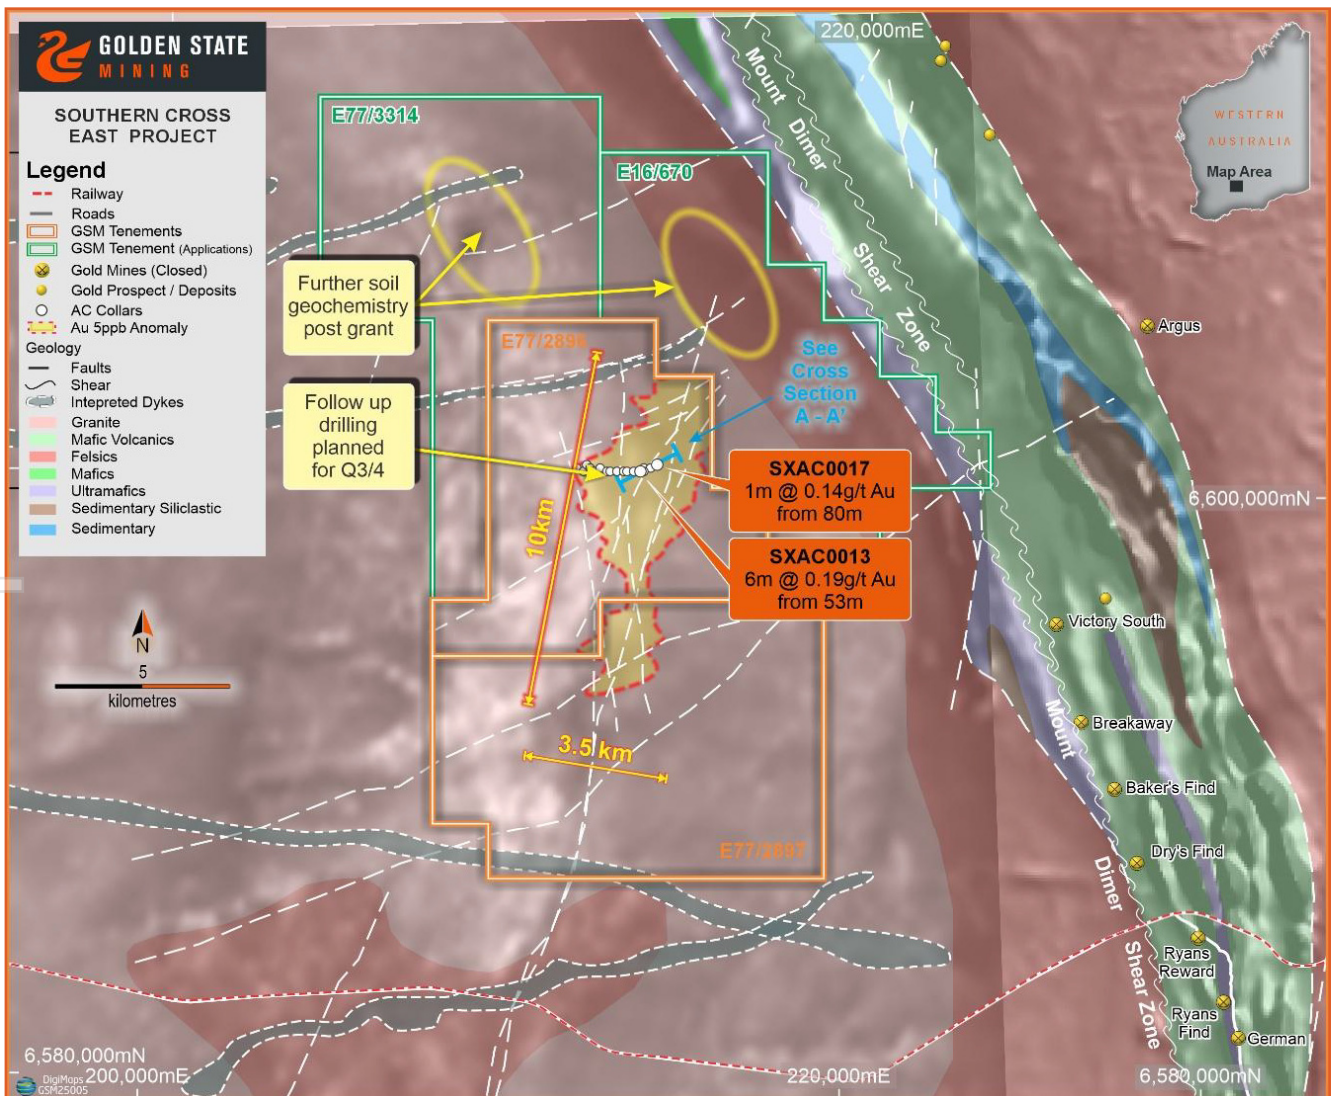 GOLDEN STATE
MINING
SOUTHERN CROSS
EAST PROJECT
Legend
Railway
Roads
GSM Tenements
GSM Tenement (Applications)
Gold Mines (Closed)
Gold Prospect / Deposits
AC Collars
Au 5ppb Anomaly
Geology
Faults
Shear
Intepreted Dykes
Granite
Mafic Volcanics
Felsics
Mafics
Ultramafics
Sedimentary Siliclastic
Sedimentary
N
5
kilometres
220,000mE
WESTERN
AUSTRALIA
Map Area
E77/3314
E16/670
Mount Dimer Shear Zone
Further soil
geochemistry
post grant
E77/2896
See
Cross
Section
A - A'
Argus
Follow up
drilling
planned
for Q3/4
SXAC0017
1m @ 0.14g/t Au
from 80m
6,600,000mN
10km
SXAC0013
6m @ 0.19g/t Au
from 53m
Victory South
Breakaway
3.5 km
Baker's Find
Mount Dimer Shear Zone
Dry's Find
E77/2897
Ryans
Reward
Ryans
Find
German
6,580,000mN
200,000mE
220,000mE
6,580,000mN
DigiMaps
GSM25005